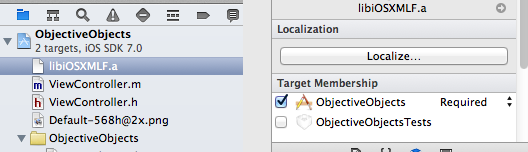 ObjectiveObjects
2 targets, iOS SDK 7.0
libiOSXMLF.a
m ViewController.m
h ViewController.h
Default-568h@2x.png
ObjectiveObjects
libiOSXMLF.a
Localization
Localize...
Target Membership
ObjectiveObjects Required
ObjectiveObjectsTests